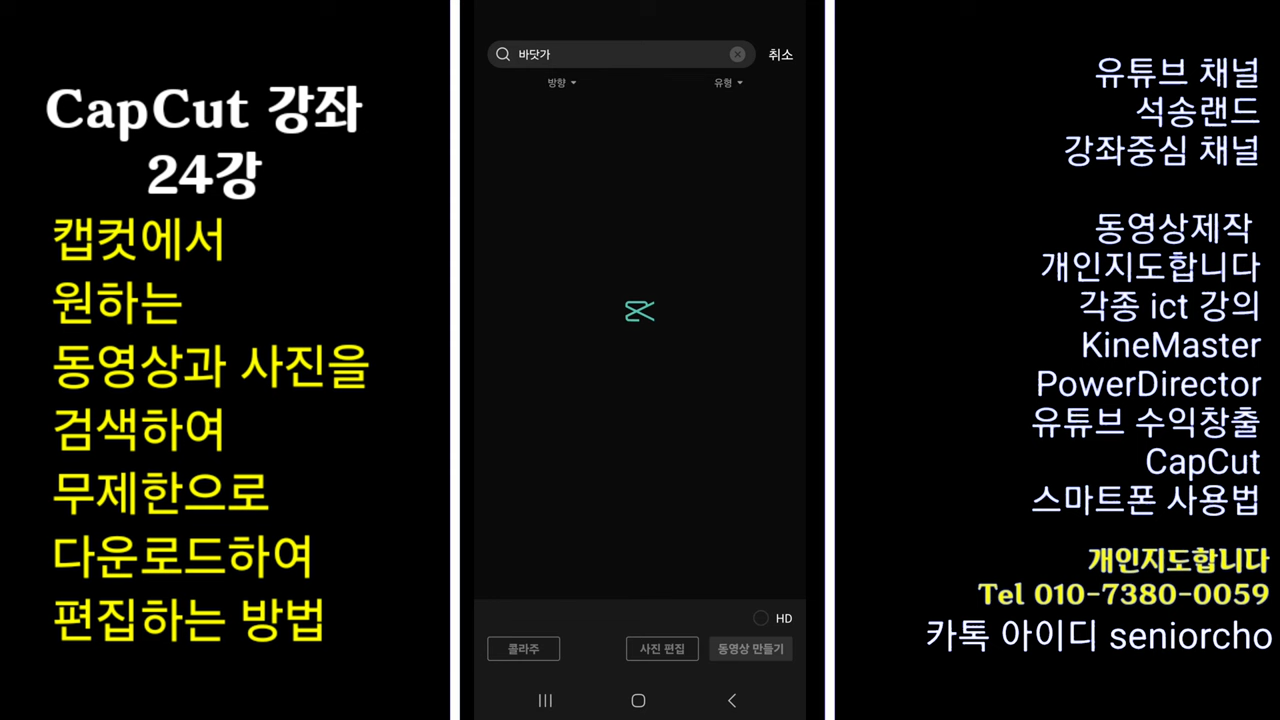 CapCut 강좌
24강
캡컷에서
원하는
동영상과 사진을
검색하여
무제한으로
다운로드하여
편집하는 방법
바닷가
취소
방향
유형
HD
콜라주
사진 편집
동영상 만들기
유튜브 채널
석송랜드
강좌중심 채널
동영상제작
개인지도합니다
각종 ict 강의
KineMaster
PowerDirector
유튜브 수익창출
CapCut
스마트폰 사용법
개인지도합니다
Tel 010-7380-0059
카톡 아이디 seniorcho